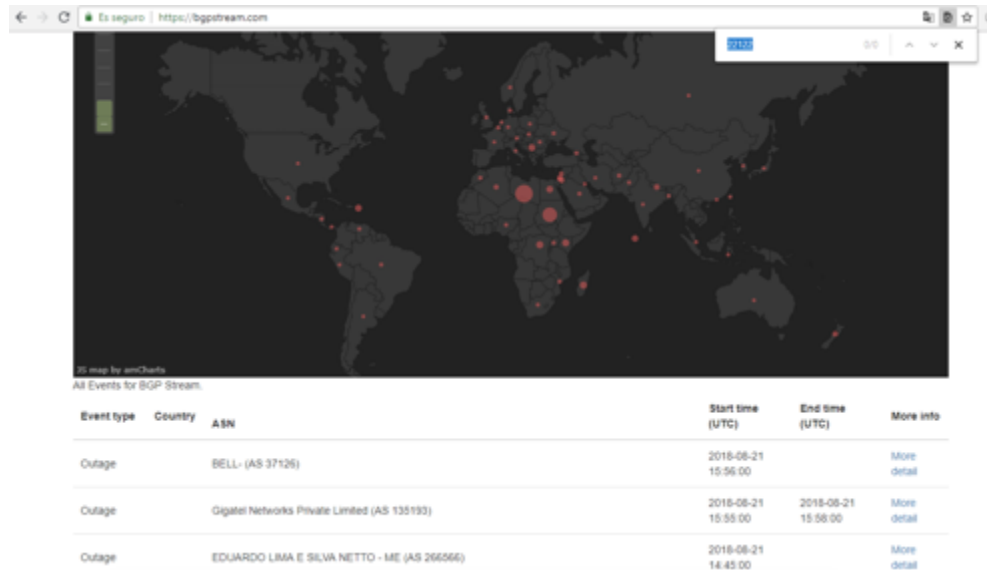 Es seguro | https://bgpstream.com
27122 0/0
JS map by amCharts
All Events for BGP Stream.
Event type Country ASN Start time (UTC) End time (UTC) More info
Outage BELL- (AS 37126) 2018-08-21 15:56:00 More detail
Outage Gigatel Networks Private Limited (AS 135193) 2018-08-21 15:55:00 2018-08-21 15:58:00 More detail
Outage EDUARDO LIMA E SILVA NETTO - ME (AS 266566) 2018-08-21 14:45:00 More detail